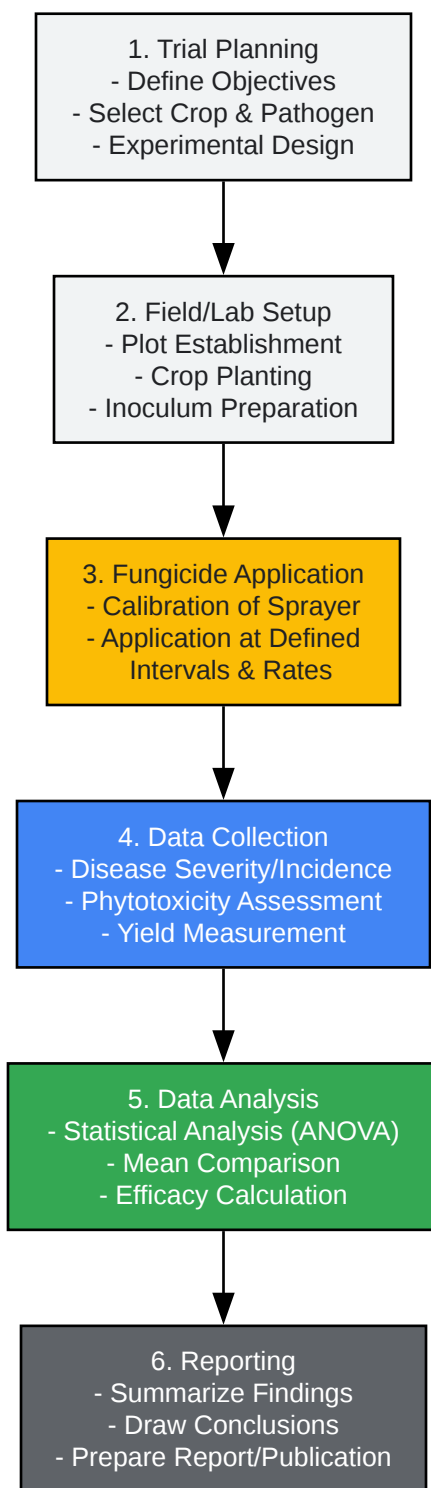 1. Trial Planning
- Define Objectives
- Select Crop & Pathogen
- Experimental Design
2. Field/Lab Setup
- Plot Establishment
- Crop Planting
- Inoculum Preparation
3. Fungicide Application
- Calibration of Sprayer
- Application at Defined
Intervals & Rates
4. Data Collection
- Disease Severity/Incidence
- Phytotoxicity Assessment
- Yield Measurement
5. Data Analysis
- Statistical Analysis (ANOVA)
- Mean Comparison
- Efficacy Calculation
6. Reporting
- Summarize Findings
- Draw Conclusions
- Prepare Report/Publication